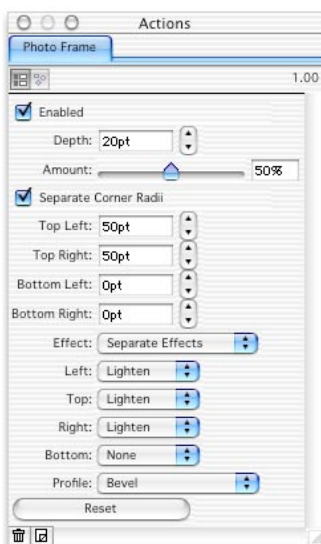 Actions
Photo Frame
1.00
Enabled
Depth: 20pt
Amount: 50%
Separate Corner Radii
Top Left: 50pt
Top Right: 50pt
Bottom Left: 0pt
Bottom Right: 0pt
Effect: Separate Effects
Left: Lighten
Top: Lighten
Right: Lighten
Bottom: None
Profile: Bevel
Reset